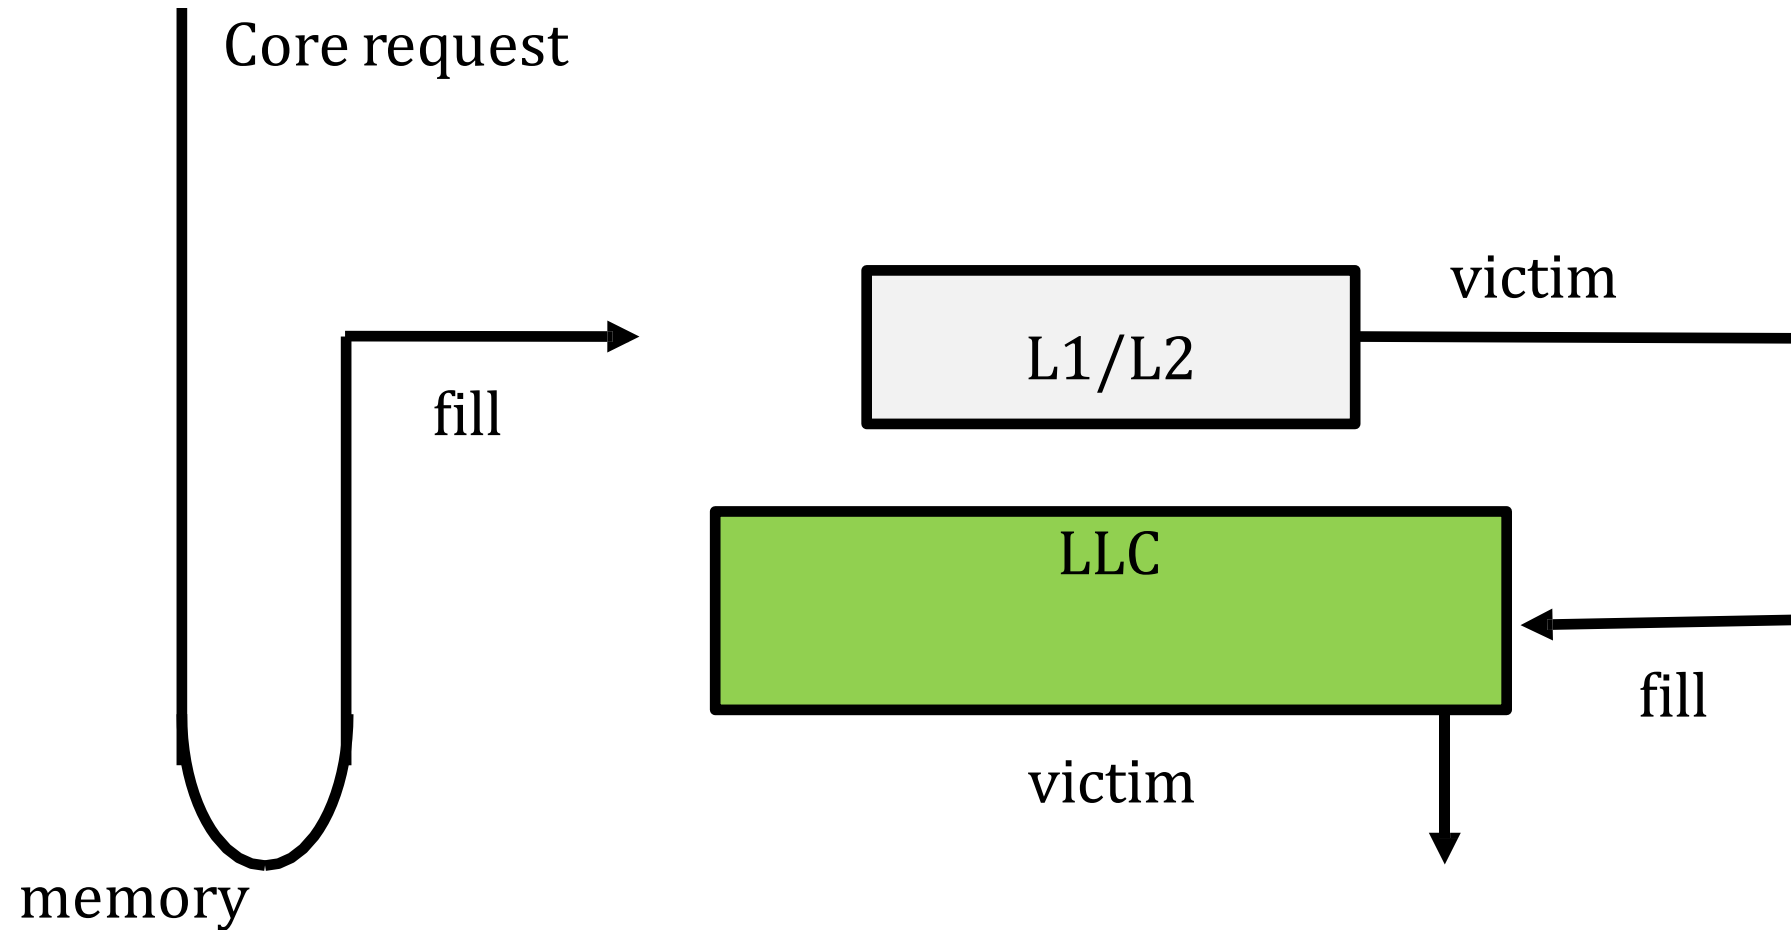 Core request
victim
L1/L2
fill
LLC
fill
victim
memory